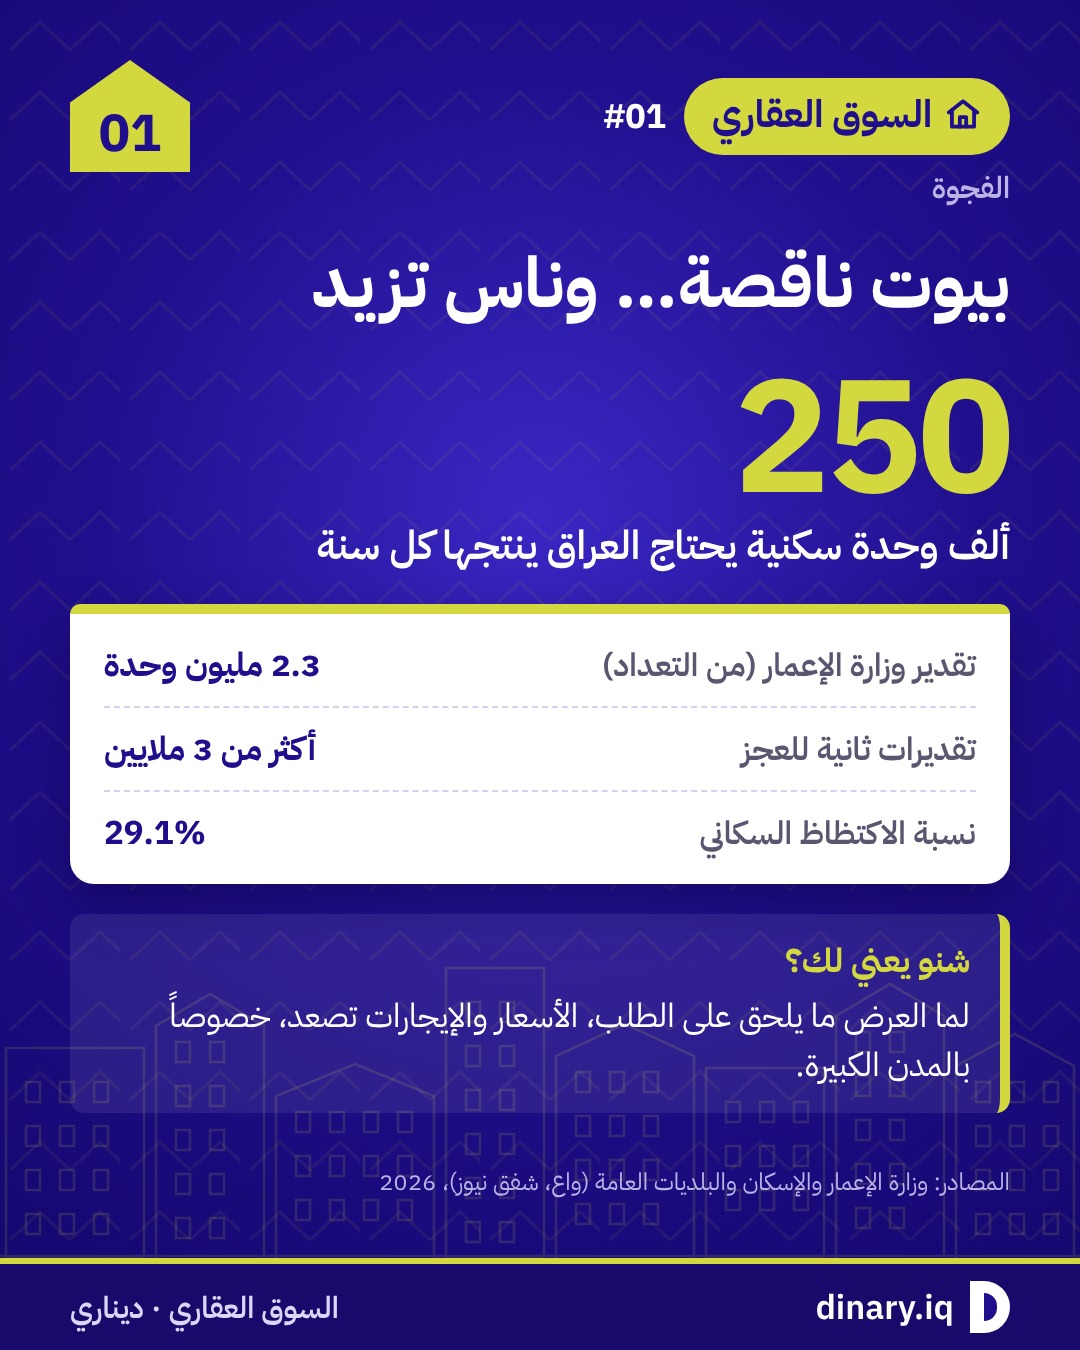 السوق العقاري #01
01
الفجوة
بيوت ناقصة... وناس تزيد
250
ألف وحدة سكنية يحتاج العراق ينتجها كل سنة
تقدير وزارة الإعمار (من التعداد) 2.3 مليون وحدة
تقديرات ثانية للعجز أكثر من 3 ملايين
نسبة الاكتظاظ السكاني 29.1%
شنو يعني لك؟
لما العرض ما يلحق على الطلب، الأسعار والإيجارات تصعد، خصوصاً
بالمدن الكبيرة.
المصادر: وزارة الإعمار والإسكان والبلديات العامة (واع، شفق نيوز)، 2026
D dinary.iq
السوق العقاري · ديناري